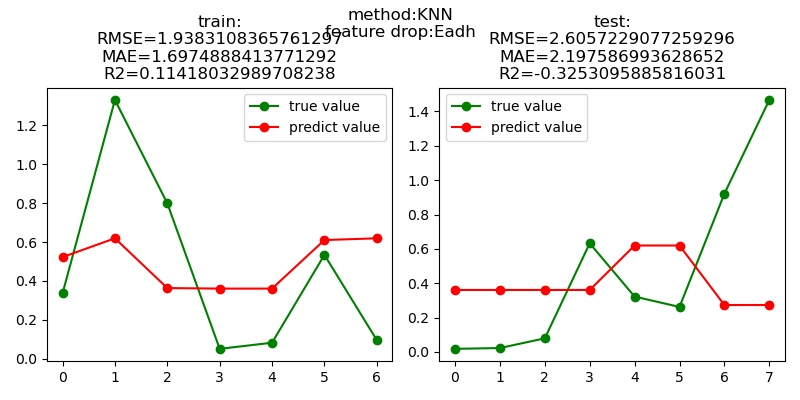 method:KNN
feature drop:Eadh
train:
RMSE=1.9383108365761297
MAE=1.6974888413771292
R2=0.11418032989708238
true value
predict value
1.2
1.0
0.8
0.6
0.4
0.2
0.0
0 1 2 3 4 5 6
test:
RMSE=2.6057229077259296
MAE=2.197586993628652
R2=-0.3253095885816031
true value
predict value
1.4
1.2
1.0
0.8
0.6
0.4
0.2
0.0
0 1 2 3 4 5 6 7